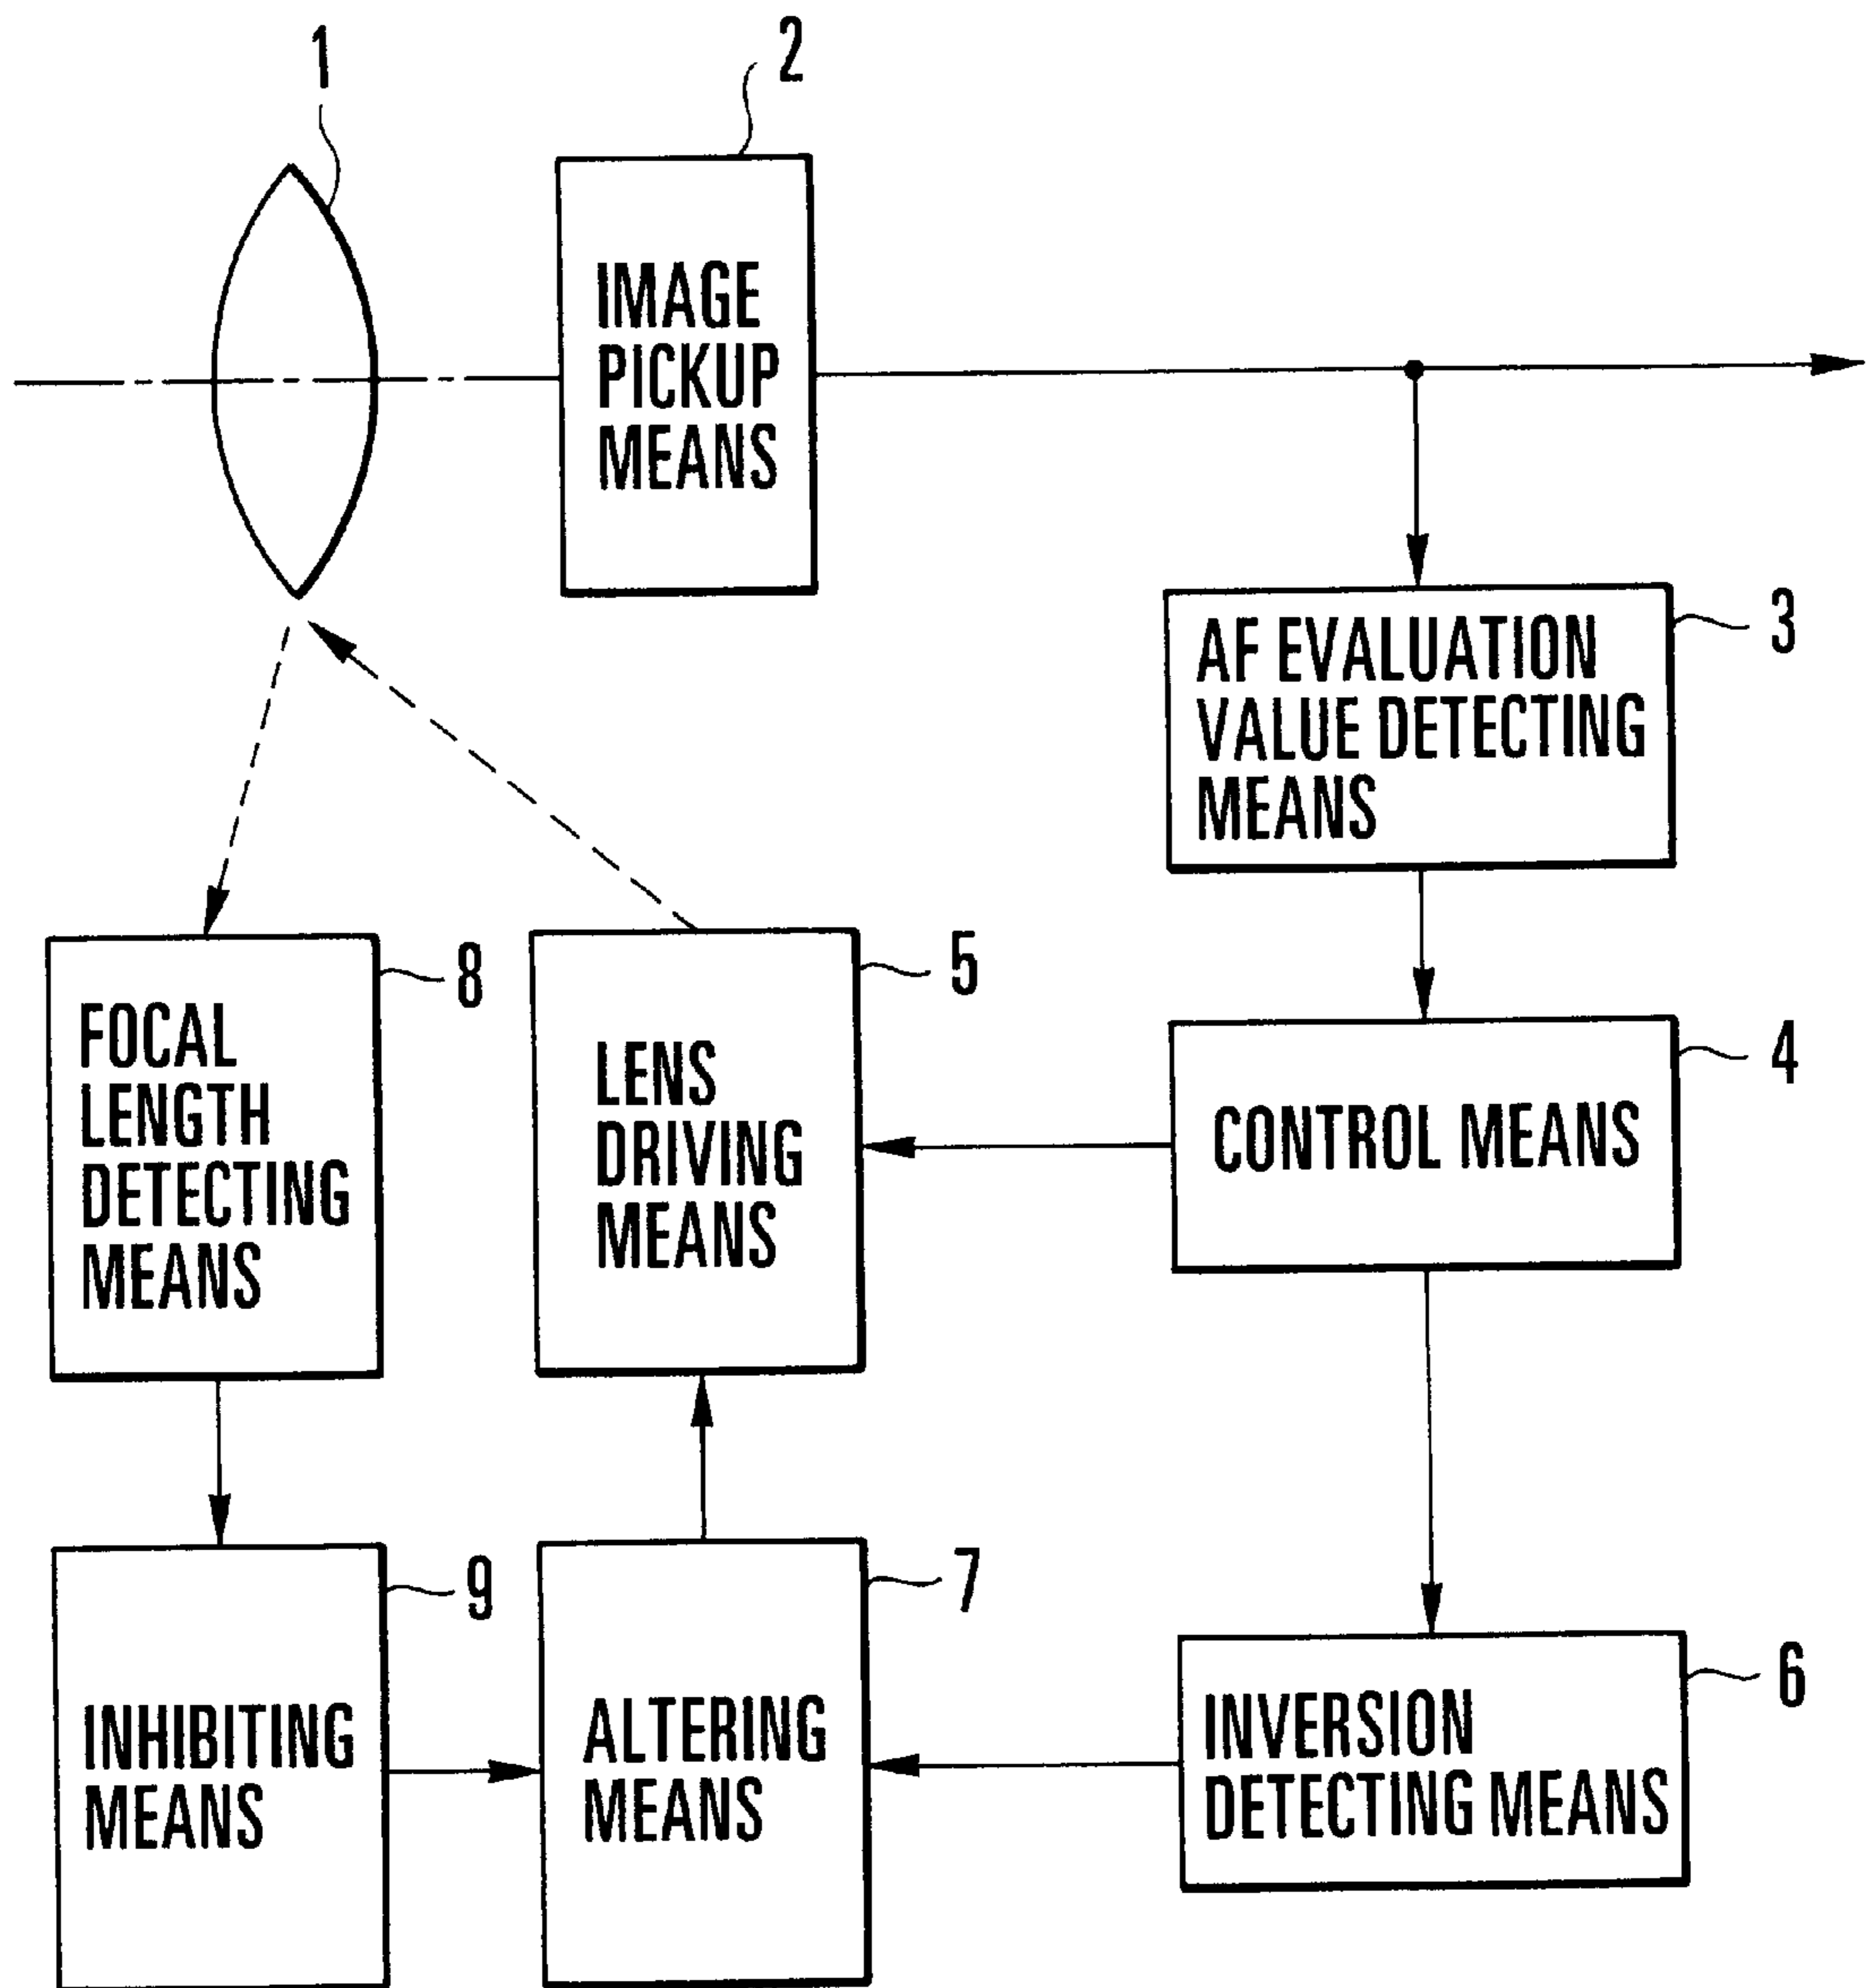 1
2
IMAGE
PICKUP
MEANS
AF EVALUATION
VALUE DETECTING
MEANS
3
FOCAL
LENGTH
DETECTING
MEANS
8
LENS
DRIVING
MEANS
5
CONTROL MEANS
4
INHIBITING
MEANS
9
ALTERING
MEANS
7
INVERSION
DETECTING MEANS
6